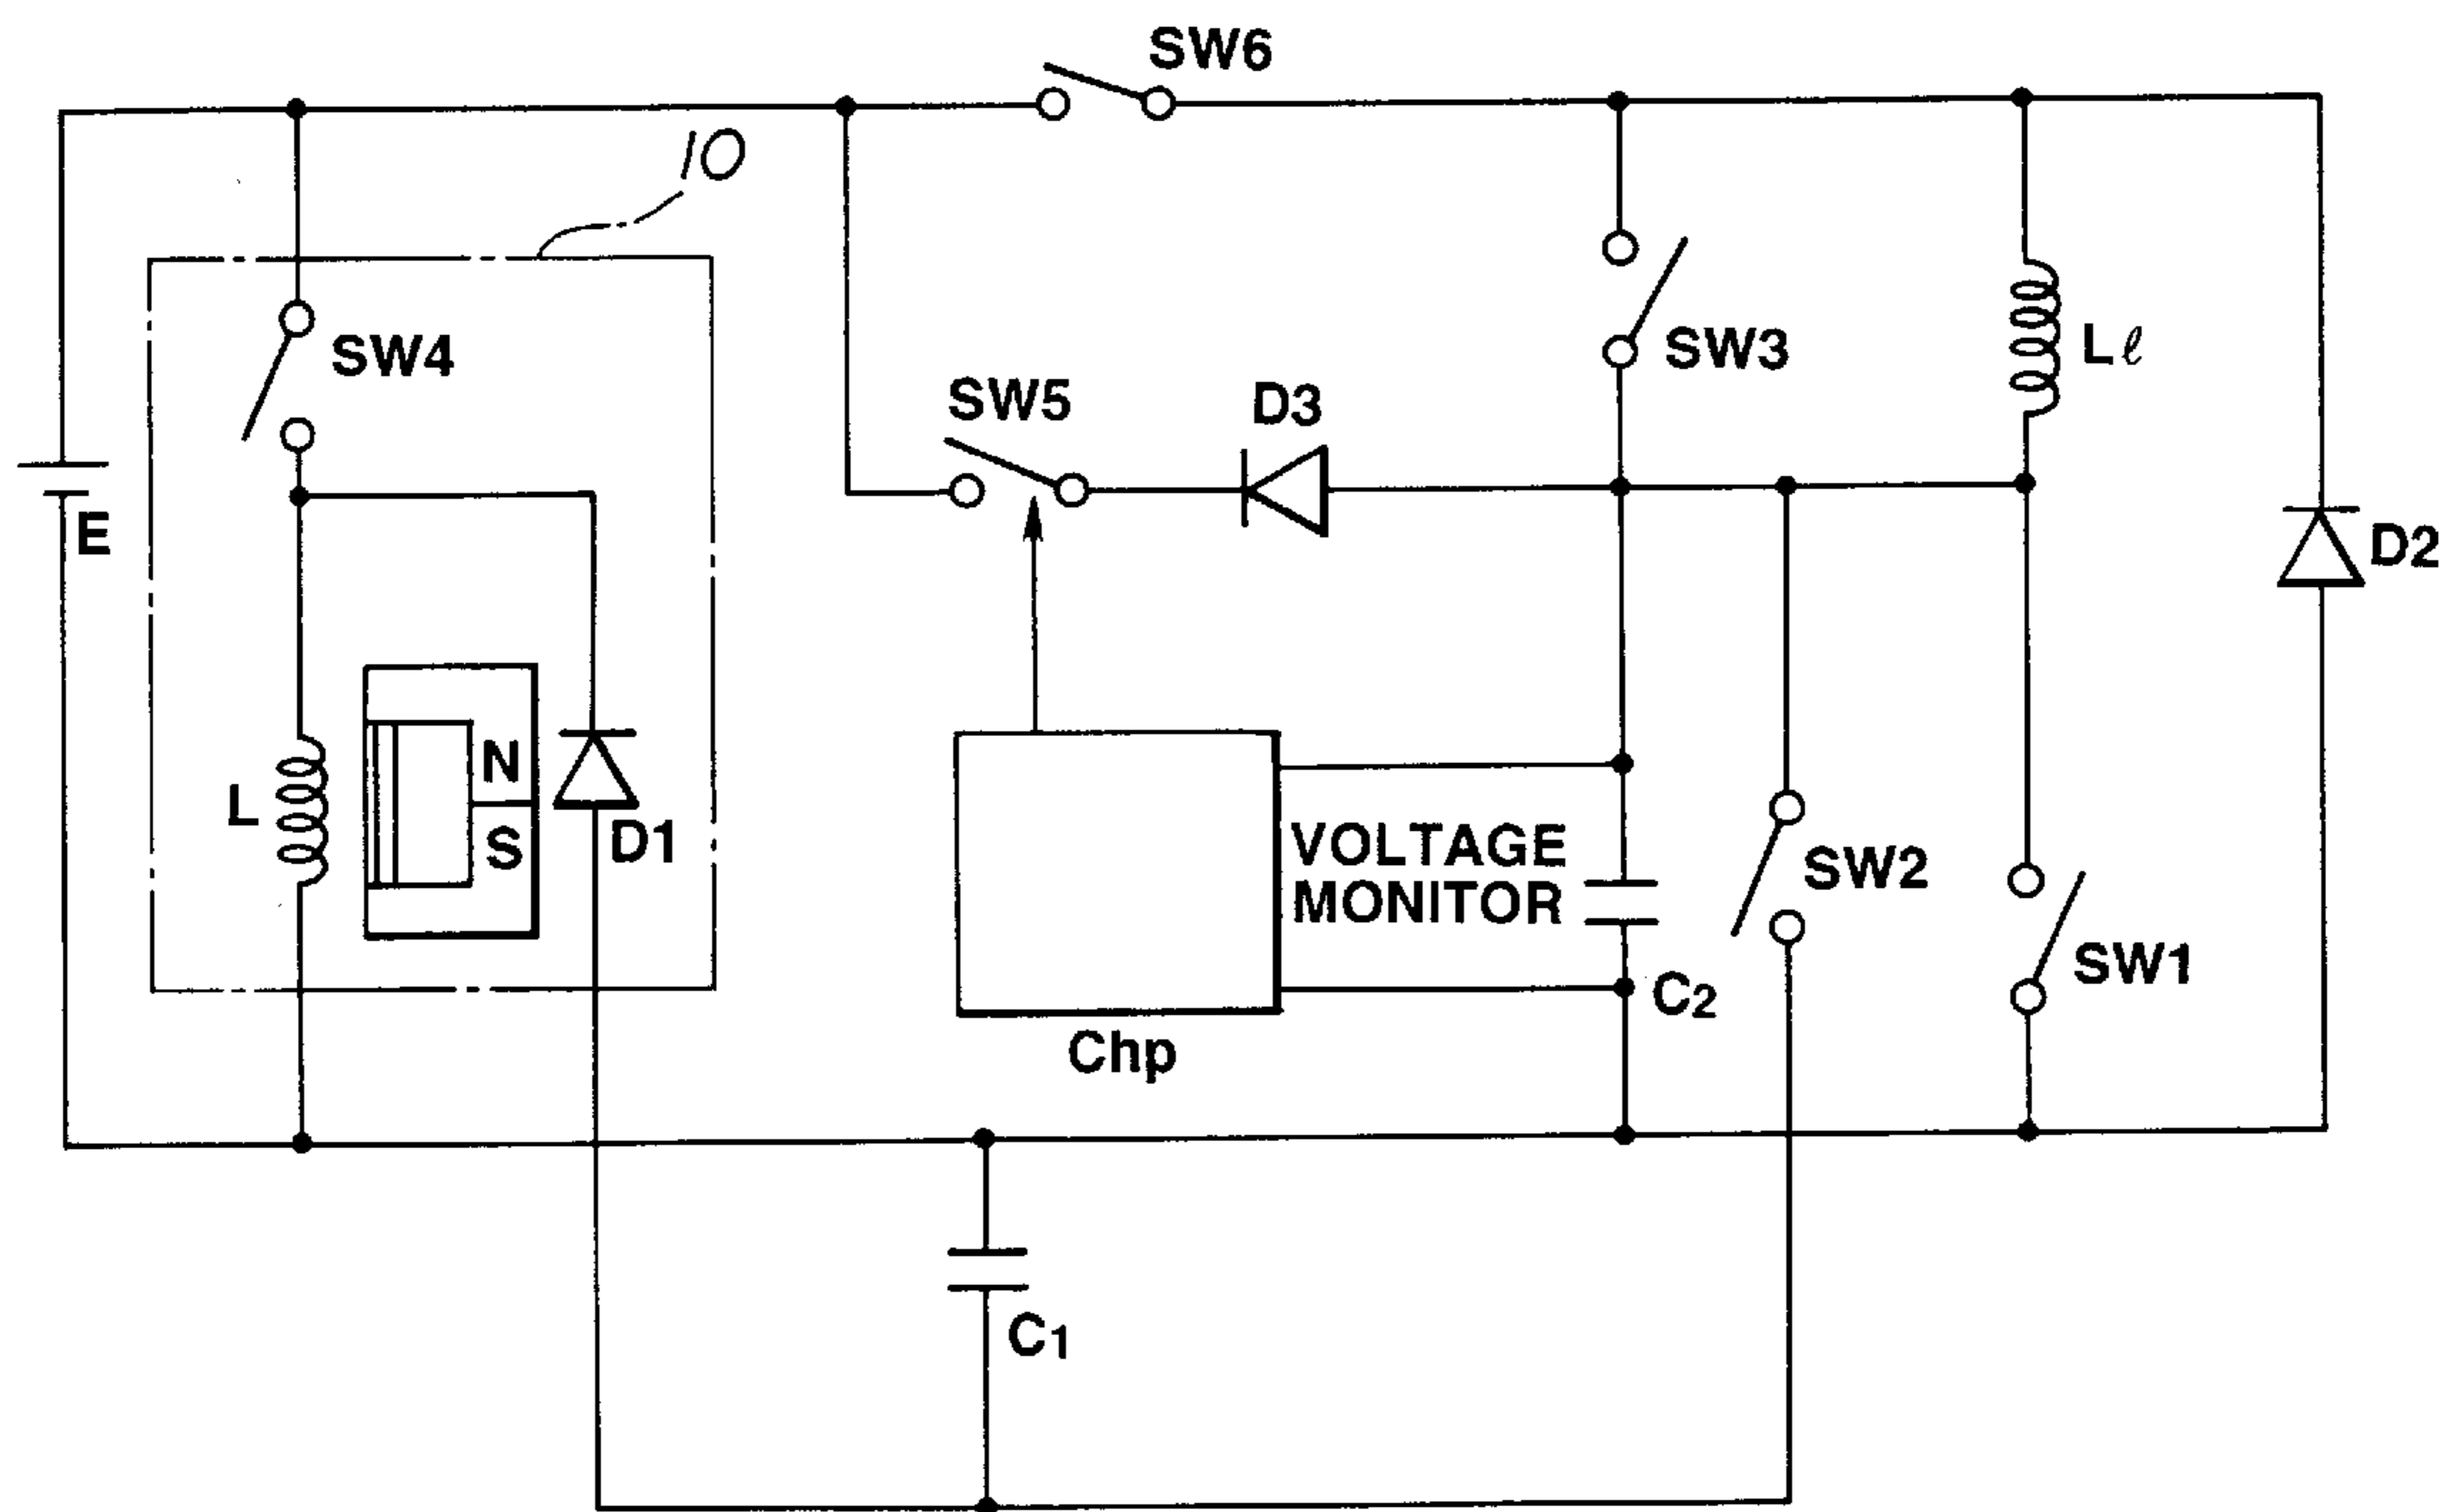 SW6
10
SW4
SW3
Lℓ
SW5
D3
E
D2
N
L
S
D1
VOLTAGE
MONITOR
SW2
SW1
C2
Chp
C1